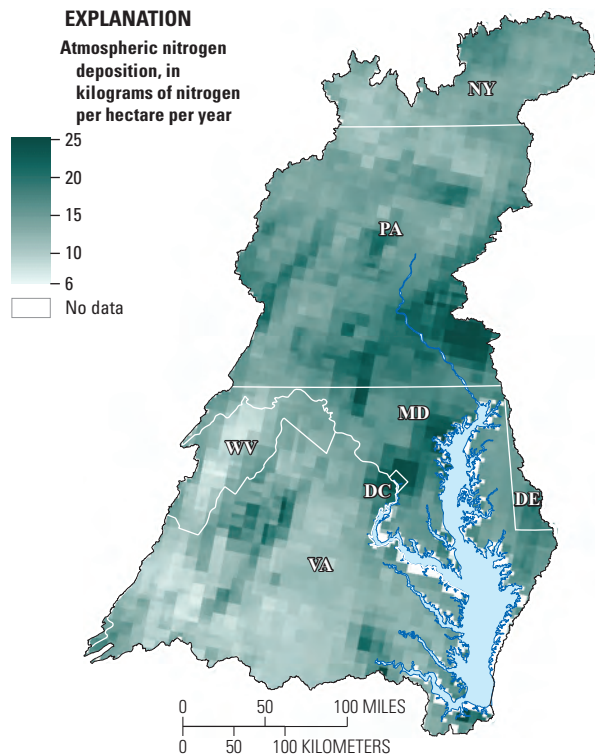 EXPLANATION
Atmospheric nitrogen
deposition, in
kilograms of nitrogen
per hectare per year
25
20
15
10
6
No data
NY
PA
MD
WV
DC
DE
VA
0 50 100 MILES
0 50 100 KILOMETERS